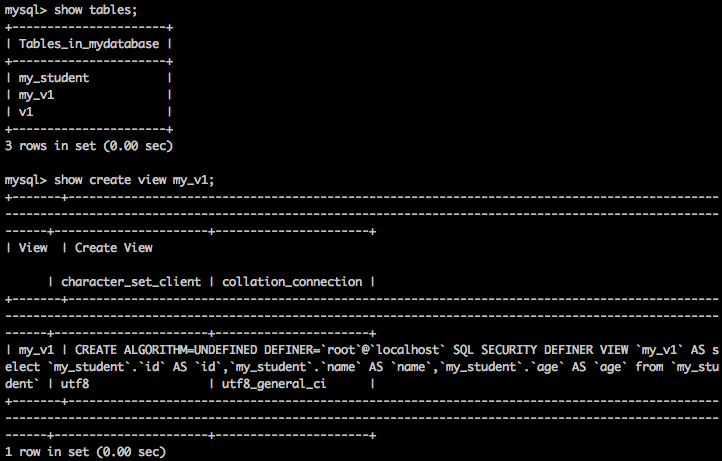 mysql> show tables;
+----------------------+
| Tables_in_mydatabase |
+----------------------+
| my_student           |
| my_v1                |
| v1                   |
+----------------------+
3 rows in set (0.00 sec)
mysql> show create view my_v1;
+-------+------------------------------------------------------------------------------------------------
---------------------------------------------------------------------------------------------------------
------+----------------------+----------------------+
| View  | Create View
      | character_set_client | collation_connection |
+-------+------------------------------------------------------------------------------------------------
---------------------------------------------------------------------------------------------------------
------+----------------------+----------------------+
| my_v1 | CREATE ALGORITHM=UNDEFINED DEFINER=`root`@`localhost` SQL SECURITY DEFINER VIEW `my_v1` AS s
elect `my_student`.`id` AS `id`,`my_student`.`name` AS `name`,`my_student`.`age` AS `age` from `my_stu
dent` | utf8                 | utf8_general_ci      |
+-------+------------------------------------------------------------------------------------------------
---------------------------------------------------------------------------------------------------------
------+----------------------+----------------------+
1 row in set (0.00 sec)